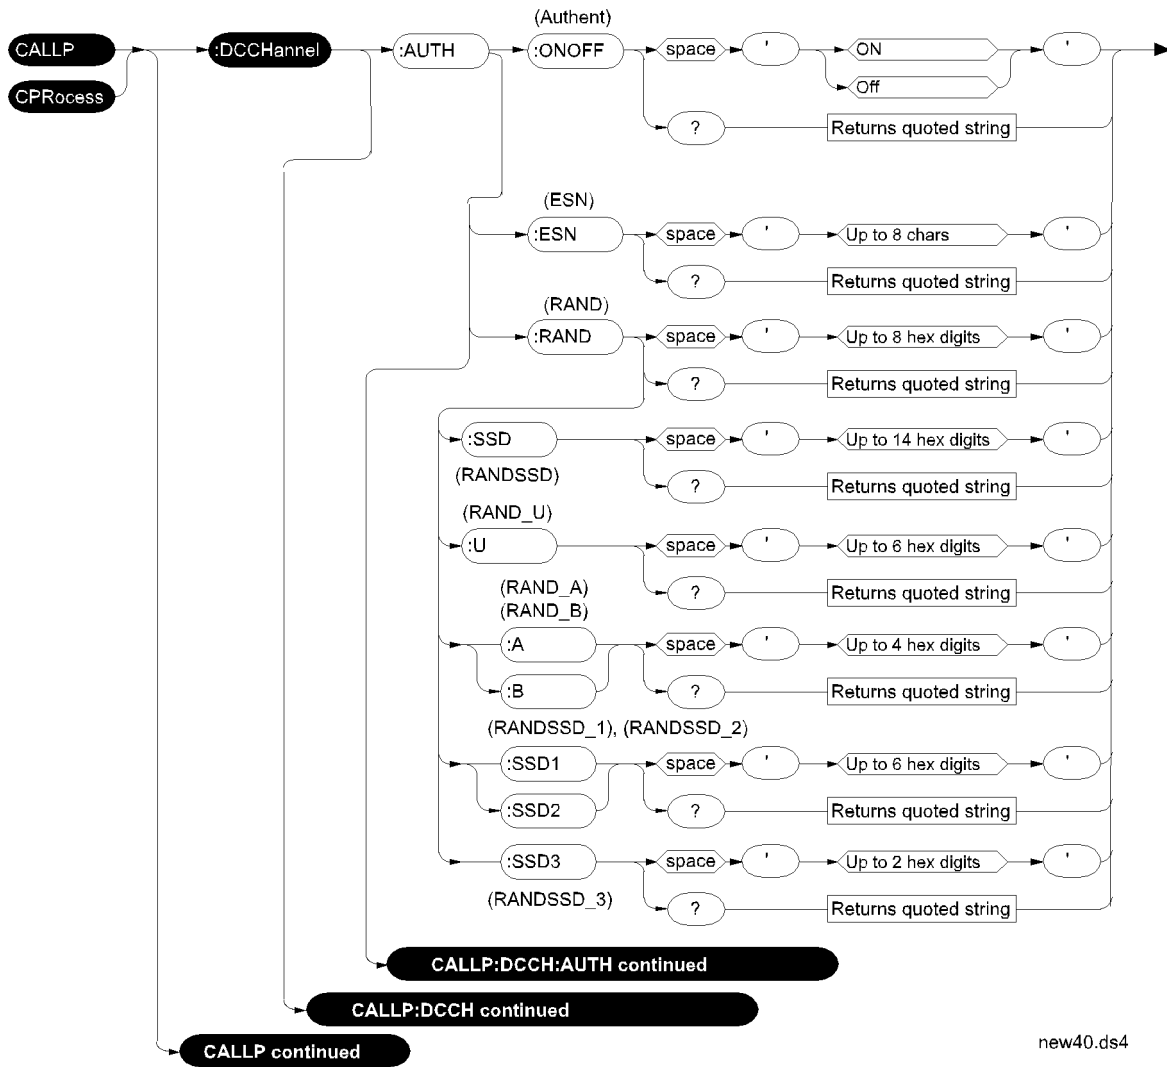 (Authent)
CALLP :DCCHannel :AUTH :ONOFF space ' ON '
CPRocess Off
? Returns quoted string
(ESN)
:ESN space ' Up to 8 chars '
? Returns quoted string
(RAND)
:RAND space ' Up to 8 hex digits '
? Returns quoted string
:SSD space ' Up to 14 hex digits '
(RANDSSD) ? Returns quoted string
(RAND_U)
:U space ' Up to 6 hex digits '
(RAND_A) ? Returns quoted string
(RAND_B)
:A space ' Up to 4 hex digits '
:B ? Returns quoted string
(RANDSSD_1), (RANDSSD_2)
:SSD1 space ' Up to 6 hex digits '
:SSD2 ? Returns quoted string
:SSD3 space ' Up to 2 hex digits '
(RANDSSD_3) ? Returns quoted string
CALLP:DCCH:AUTH continued
CALLP:DCCH continued
CALLP continued
new40.ds4